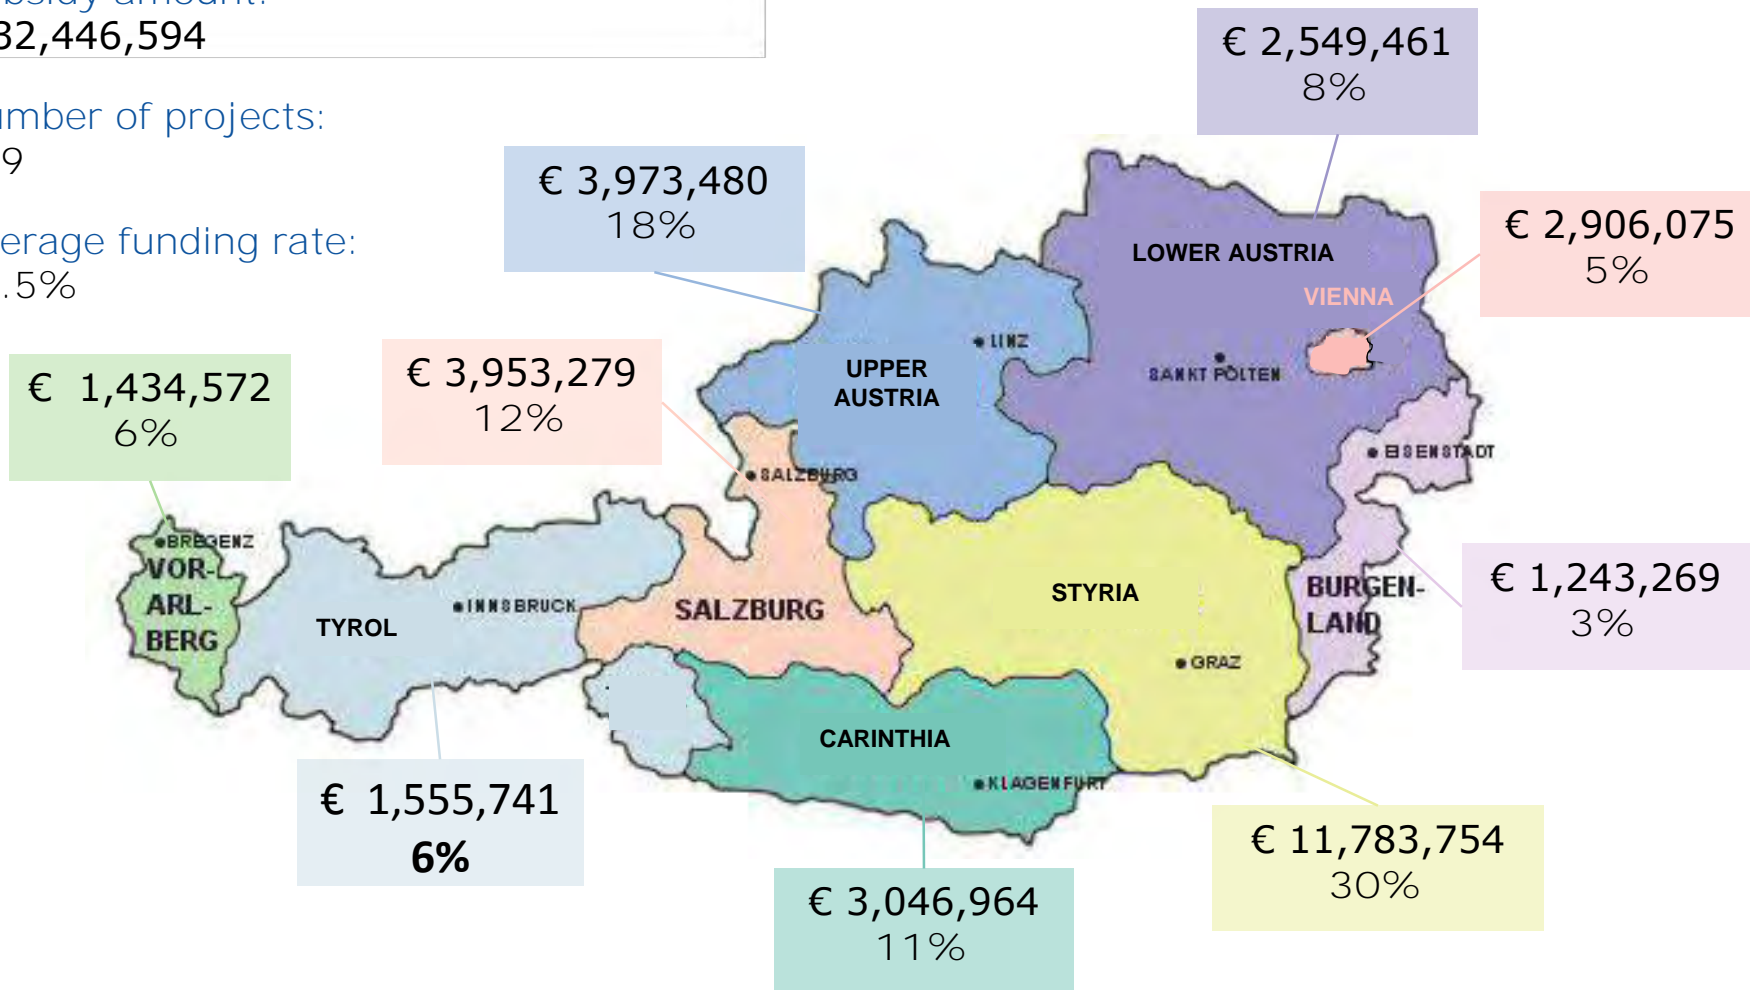 bsidy amount:
32,446,594
umber of projects:
9
erage funding rate:
.5%
€ 2,549,461
8%
€ 3,973,480
18%
€ 2,906,075
5%
€ 3,953,279
12%
€ 1,434,572
6%
LOWER AUSTRIA
VIENNA
LINZ
UPPER
AUSTRIA
SANKT PÖLTEN
EISENSTADT
SALZBURG
BREGENZ
VOR-
ARL-
BERG
TYROL
INNSBRUCK
SALZBURG
STYRIA
GRAZ
BURGEN-
LAND
€ 1,243,269
3%
CARINTHIA
KLAGENFURT
€ 1,555,741
6%
€ 3,046,964
11%
€ 11,783,754
30%